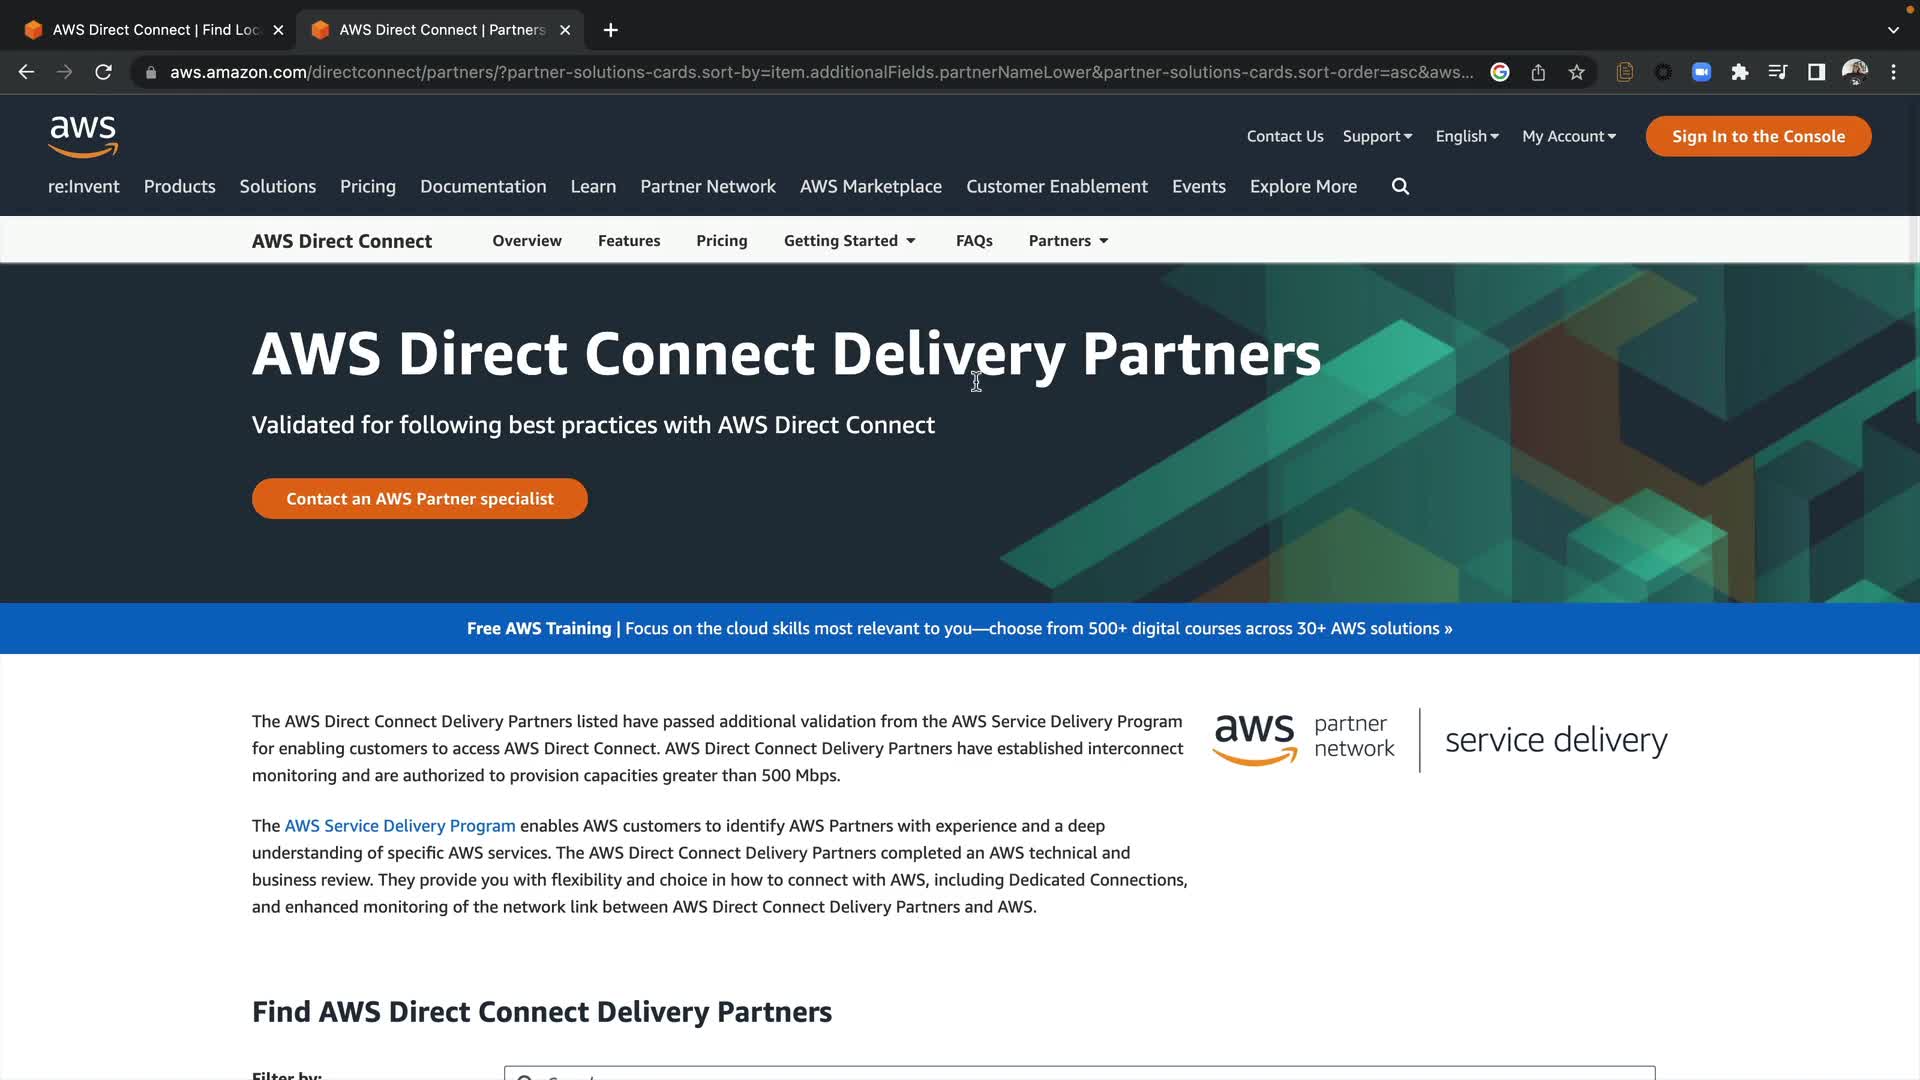 AWS Direct Connect | Find Loc
AWS Direct Connect | Partners
aws.amazon.com/directconnect/partners/?partner-solutions-cards.sort-by=item.additionalFields.partnerNameLower&partner-solutions-cards.sort-order=asc&aws...
aws
Contact Us Support English My Account Sign In to the Console
re:Invent Products Solutions Pricing Documentation Learn Partner Network AWS Marketplace Customer Enablement Events Explore More
AWS Direct Connect Overview Features Pricing Getting Started FAQs Partners
AWS Direct Connect Delivery Partners
Validated for following best practices with AWS Direct Connect
Contact an AWS Partner specialist
Free AWS Training | Focus on the cloud skills most relevant to you—choose from 500+ digital courses across 30+ AWS solutions »
The AWS Direct Connect Delivery Partners listed have passed additional validation from the AWS Service Delivery Program
for enabling customers to access AWS Direct Connect. AWS Direct Connect Delivery Partners have established interconnect
monitoring and are authorized to provision capacities greater than 500 Mbps.
aws partner network | service delivery
The AWS Service Delivery Program enables AWS customers to identify AWS Partners with experience and a deep
understanding of specific AWS services. The AWS Direct Connect Delivery Partners completed an AWS technical and
business review. They provide you with flexibility and choice in how to connect with AWS, including Dedicated Connections,
and enhanced monitoring of the network link between AWS Direct Connect Delivery Partners and AWS.
Find AWS Direct Connect Delivery Partners
Filter by: